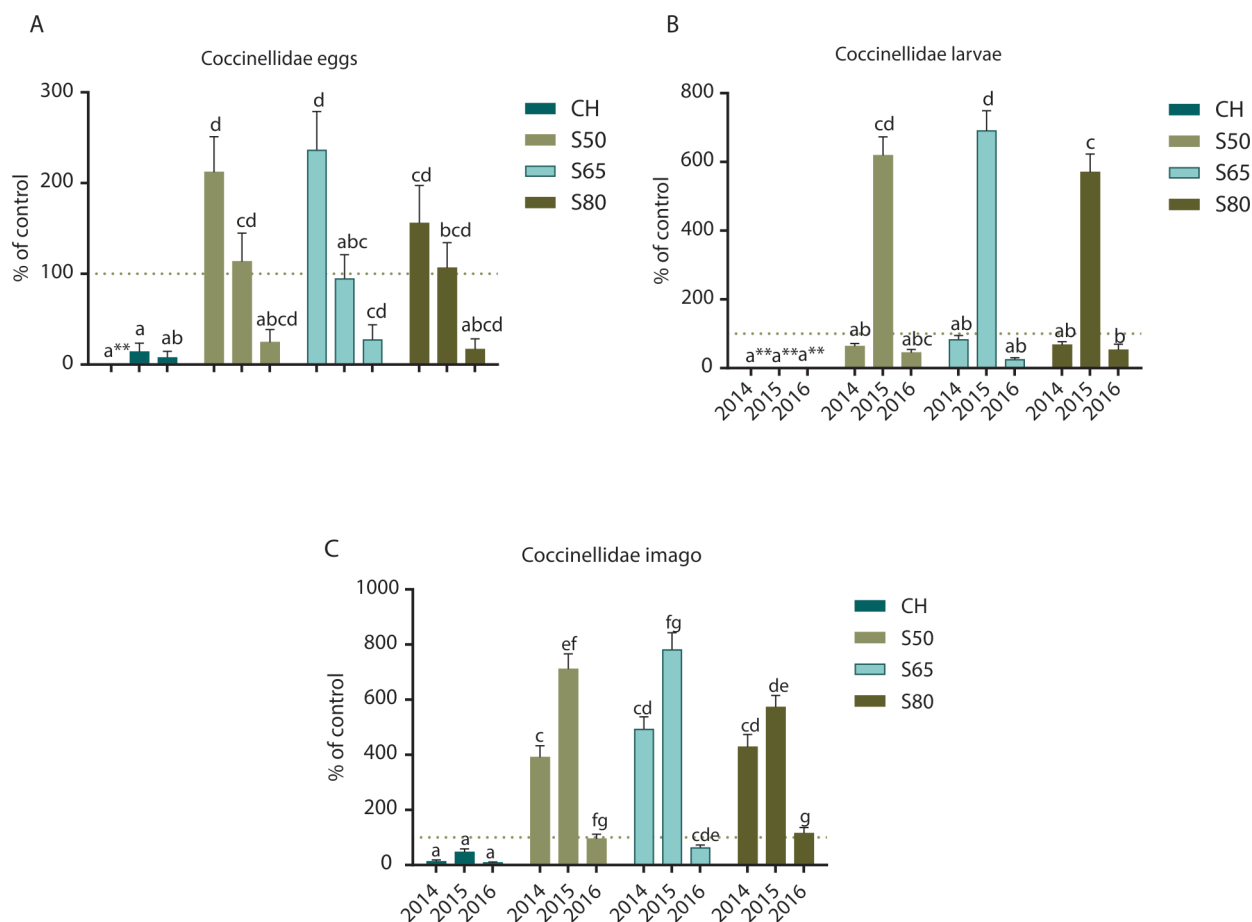 A
Coccinellidae eggs
% of control
300
200
100
0
a**
a
ab
d
cd
abcd
d
abc
cd
cd
bcd
abcd
CH
S50
S65
S80
B
Coccinellidae larvae
% of control
800
600
400
200
0
a**
a**
a**
ab
cd
abc
ab
d
ab
ab
c
b
2014
2015
2016
2014
2015
2016
2014
2015
2016
2014
2015
2016
CH
S50
S65
S80
C
Coccinellidae imago
% of control
1000
800
600
400
200
0
a
a
a
c
ef
fg
cd
fg
cde
cd
de
g
2014
2015
2016
2014
2015
2016
2014
2015
2016
2014
2015
2016
CH
S50
S65
S80